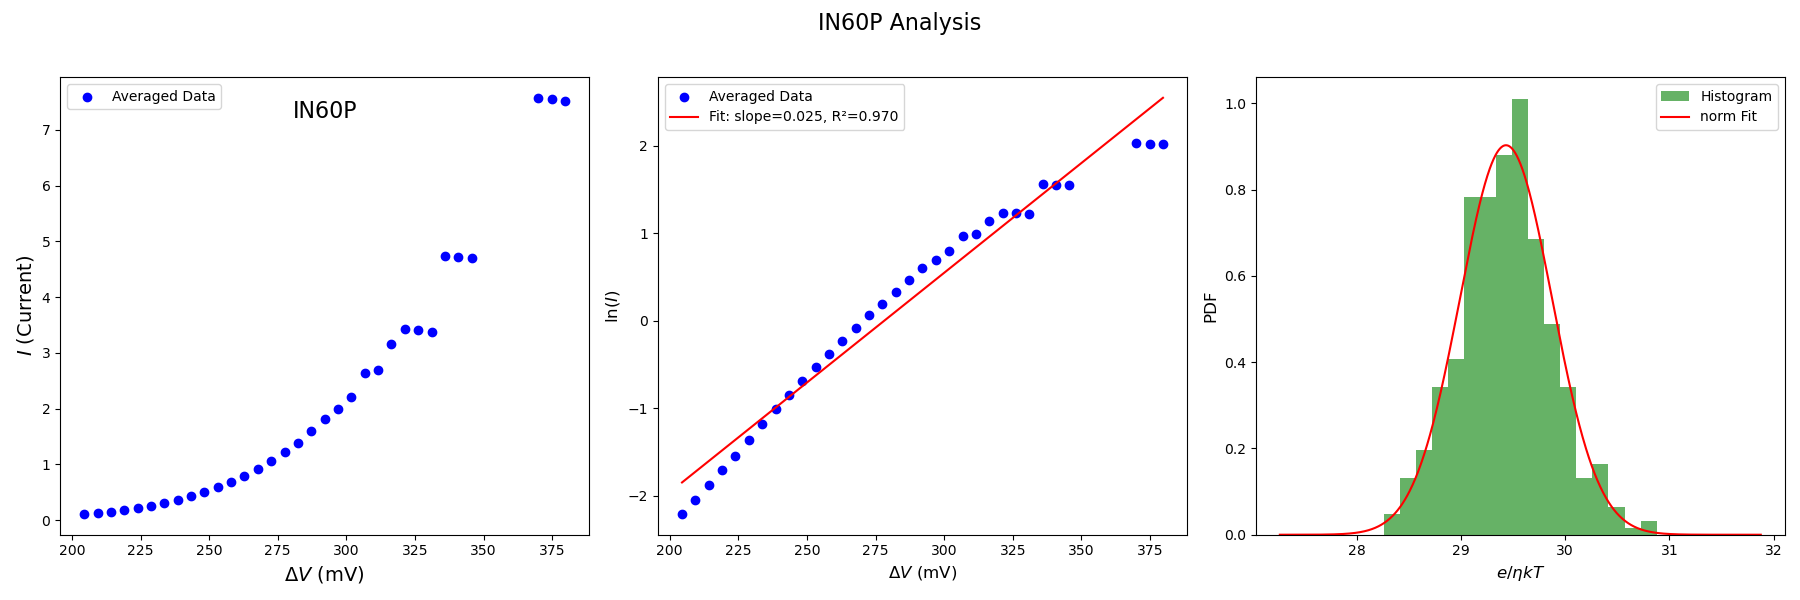 IN60P Analysis
Averaged Data
IN60P
I (Current)
7
6
5
4
3
2
1
0
200 225 250 275 300 325 350 375
ΔV (mV)
Averaged Data
Fit: slope=0.025, R²=0.970
ln(I)
2
1
0
−1
−2
200 225 250 275 300 325 350 375
ΔV (mV)
Histogram
norm Fit
PDF
1.0
0.8
0.6
0.4
0.2
0.0
28 29 30 31 32
e/ηkT